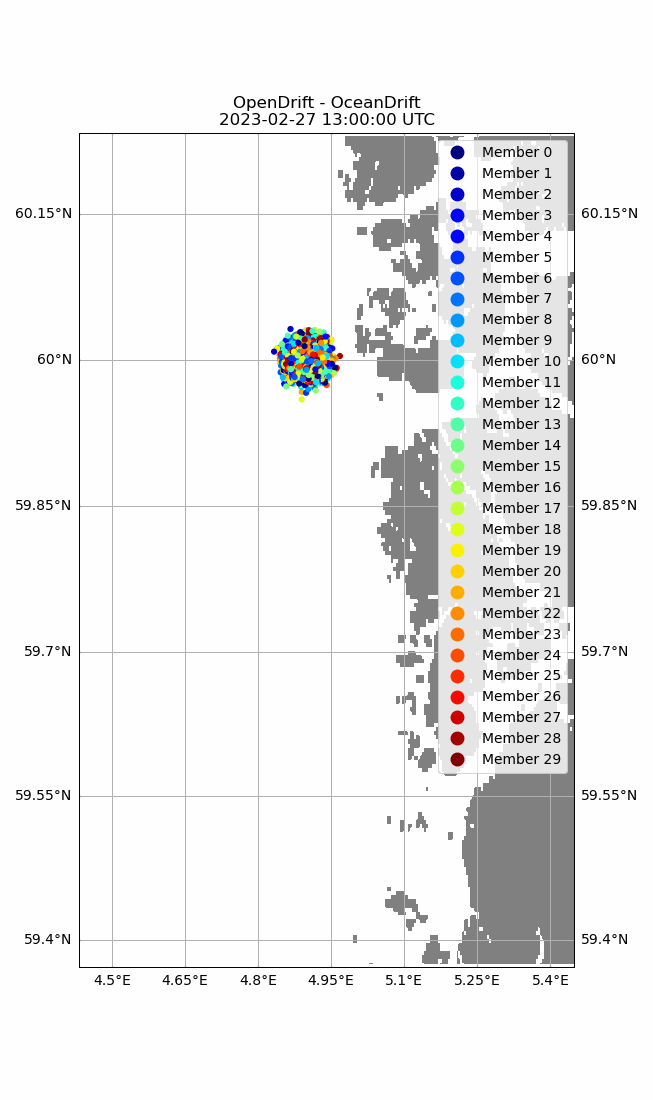 OpenDrift - OceanDrift
2023-02-27 13:00:00 UTC
Member 0
Member 1
Member 2
Member 3
Member 4
Member 5
Member 6
Member 7
Member 8
Member 9
Member 10
Member 11
Member 12
Member 13
Member 14
Member 15
Member 16
Member 17
Member 18
Member 19
Member 20
Member 21
Member 22
Member 23
Member 24
Member 25
Member 26
Member 27
Member 28
Member 29
60.15°N 60.15°N
60°N 60°N
59.85°N 59.85°N
59.7°N 59.7°N
59.55°N 59.55°N
59.4°N 59.4°N
4.5°E 4.65°E 4.8°E 4.95°E 5.1°E 5.25°E 5.4°E